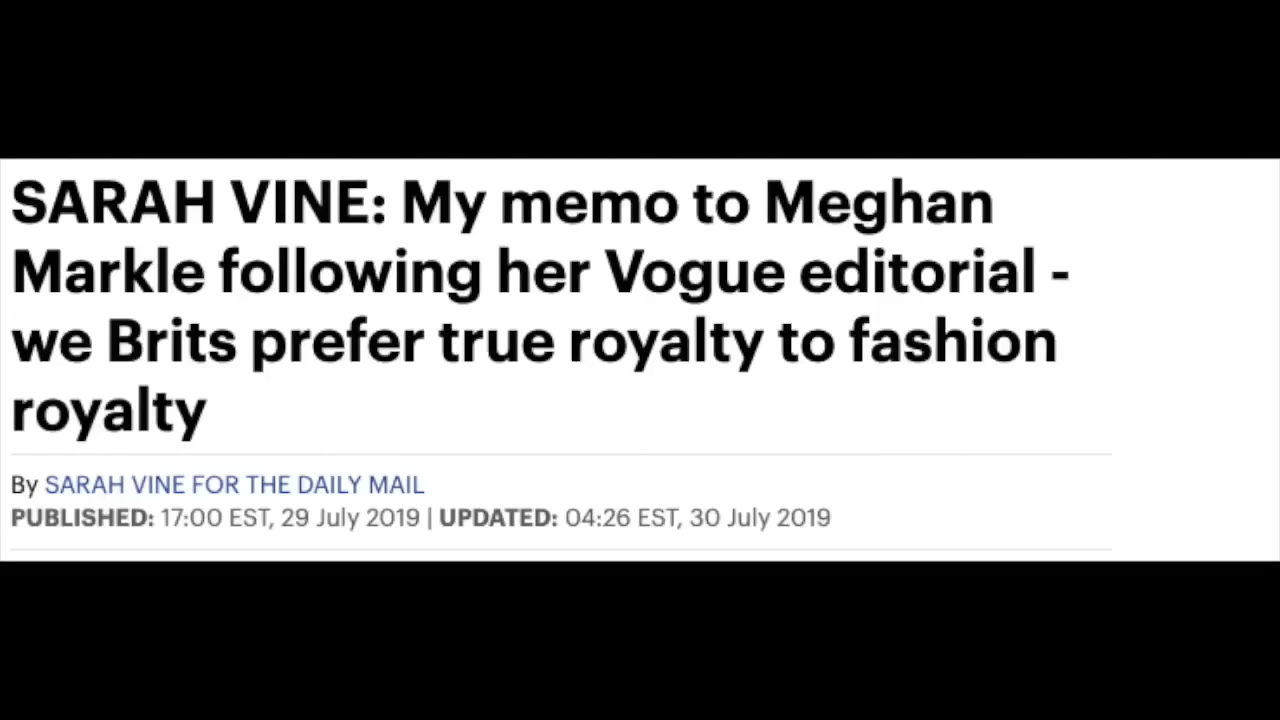 SARAH VINE: My memo to Meghan
Markle following her Vogue editorial -
we Brits prefer true royalty to fashion
royalty
By SARAH VINE FOR THE DAILY MAIL
PUBLISHED: 17:00 EST, 29 July 2019 | UPDATED: 04:26 EST, 30 July 2019